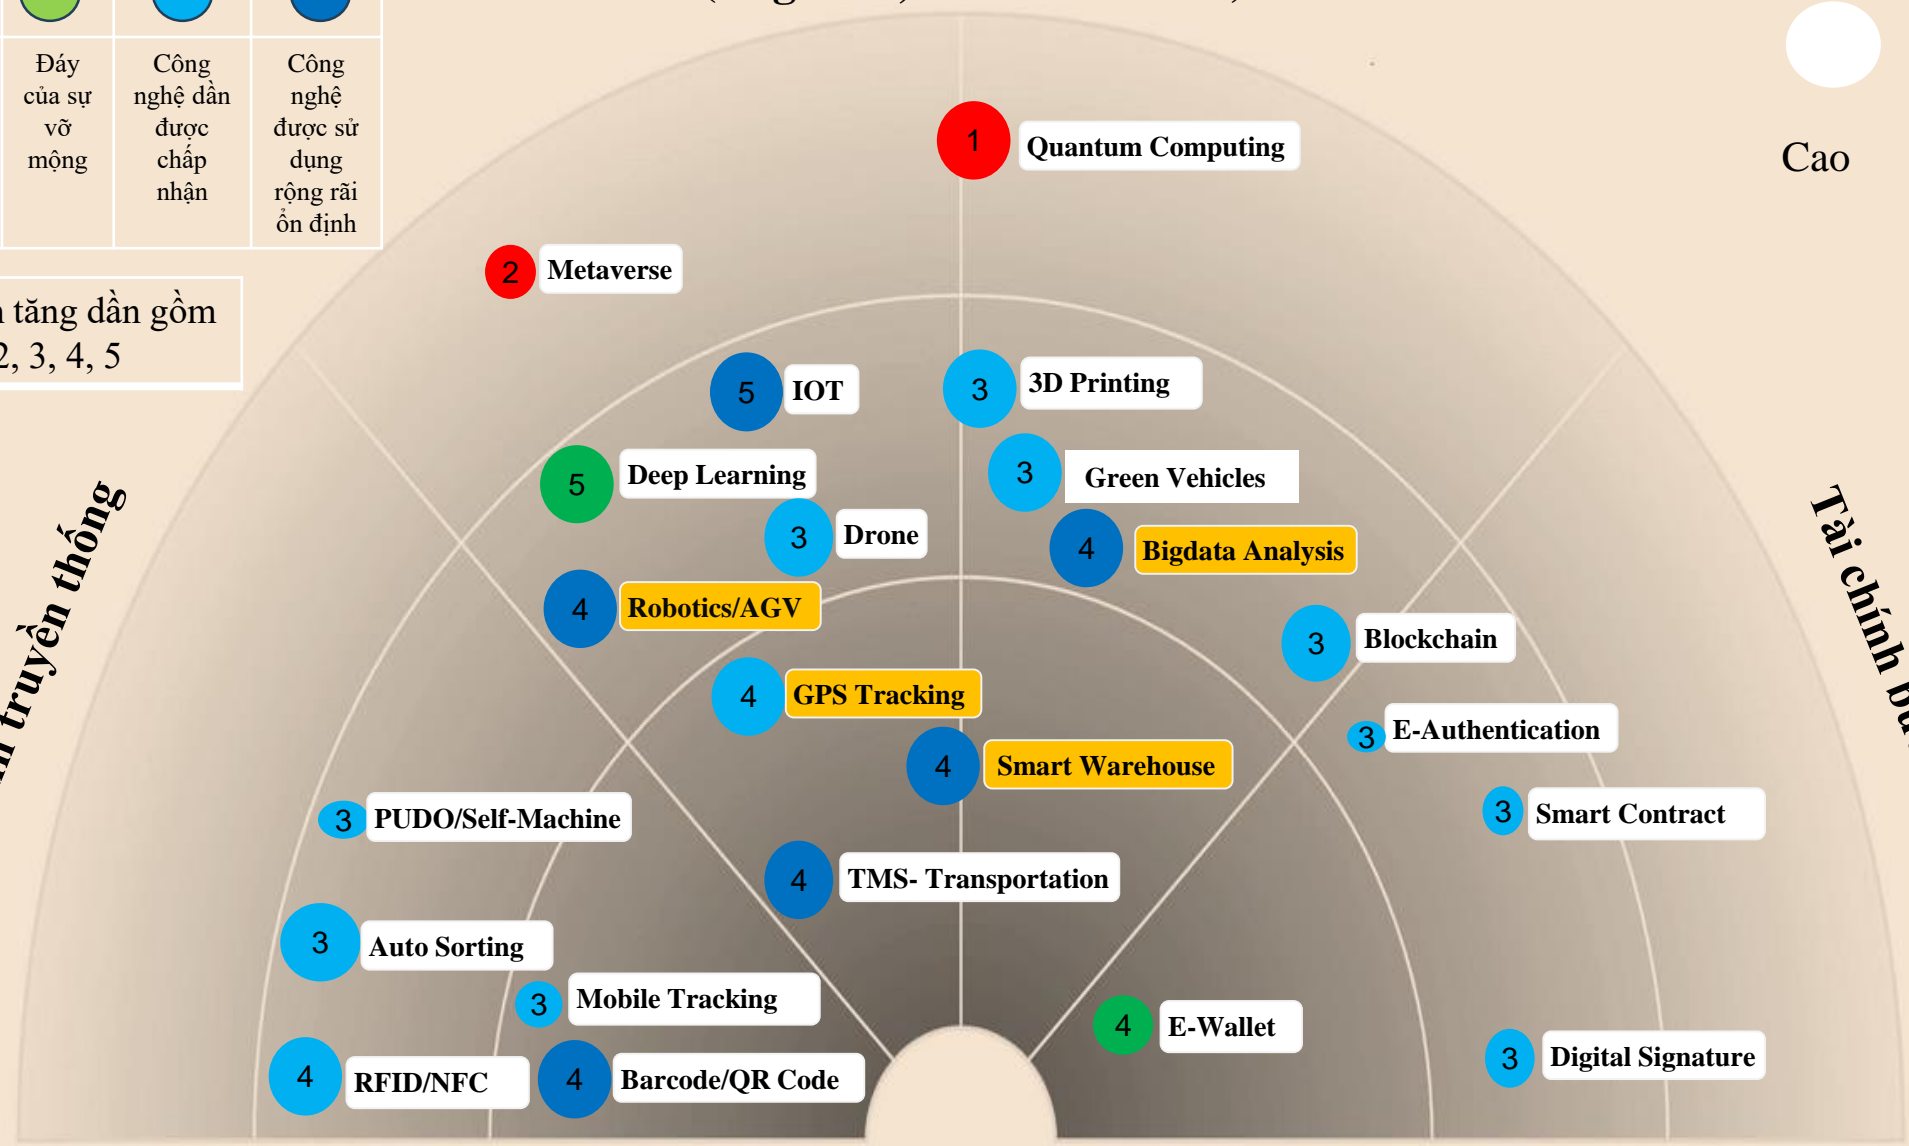 Đáy
của sự
vỡ
mộng
Công
nghệ dần
được
chấp
nhận
Công
nghệ
được sử
dụng
rộng rãi
ổn định
tăng dần gồm
2, 3, 4, 5
Cao
1 Quantum Computing
2 Metaverse
5 IOT
3 3D Printing
5 Deep Learning
3 Green Vehicles
3 Drone
4 Bigdata Analysis
4 Robotics/AGV
3 Blockchain
4 GPS Tracking
3 E-Authentication
4 Smart Warehouse
3 Smart Contract
3 PUDO/Self-Machine
4 TMS- Transportation
3 Auto Sorting
3 Mobile Tracking
4 E-Wallet
3 Digital Signature
4 RFID/NFC
4 Barcode/QR Code
truyền thống
Tài chính